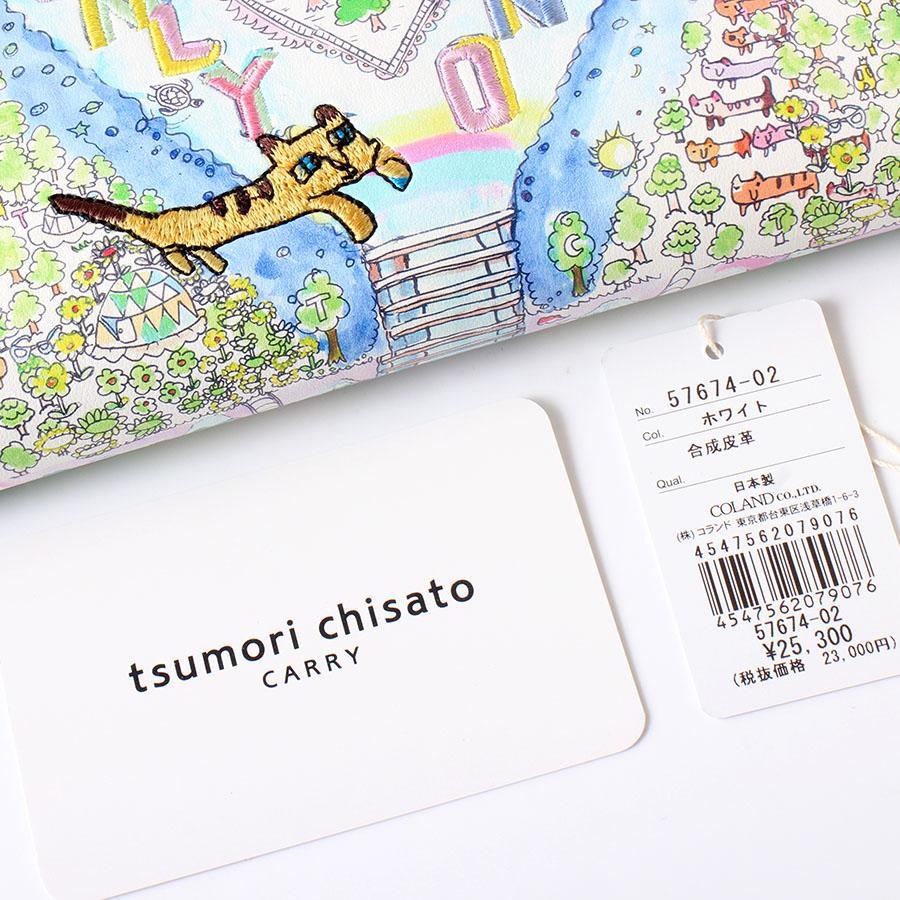 NLY
ON
T
C
tsumori chisato
CARRY
No. 57674-02
Col. ホワイト
合成皮革
Qual.
日本製
COLAND CO.,LTD.
(株)コランド 東京都台東区浅草橋1-6-3
4547562079076
4547562079076
57674-02
¥25,300
(税抜価格 23,000円)